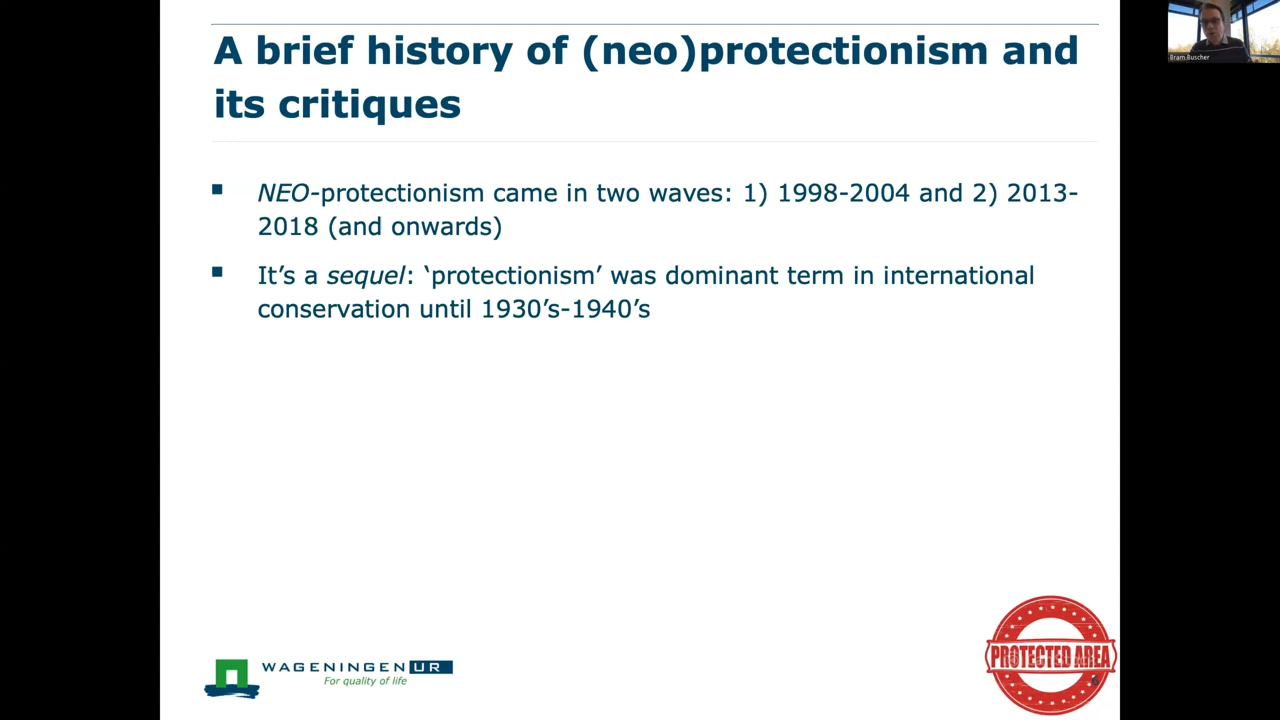 A brief history of (neo)protectionism and
its critiques
Bram Buscher
▪ NEO-protectionism came in two waves: 1) 1998-2004 and 2) 2013-
2018 (and onwards)
▪ It’s a sequel: ‘protectionism’ was dominant term in international
conservation until 1930’s-1940’s
WAGENINGEN UR
For quality of life
PROTECTED AREA